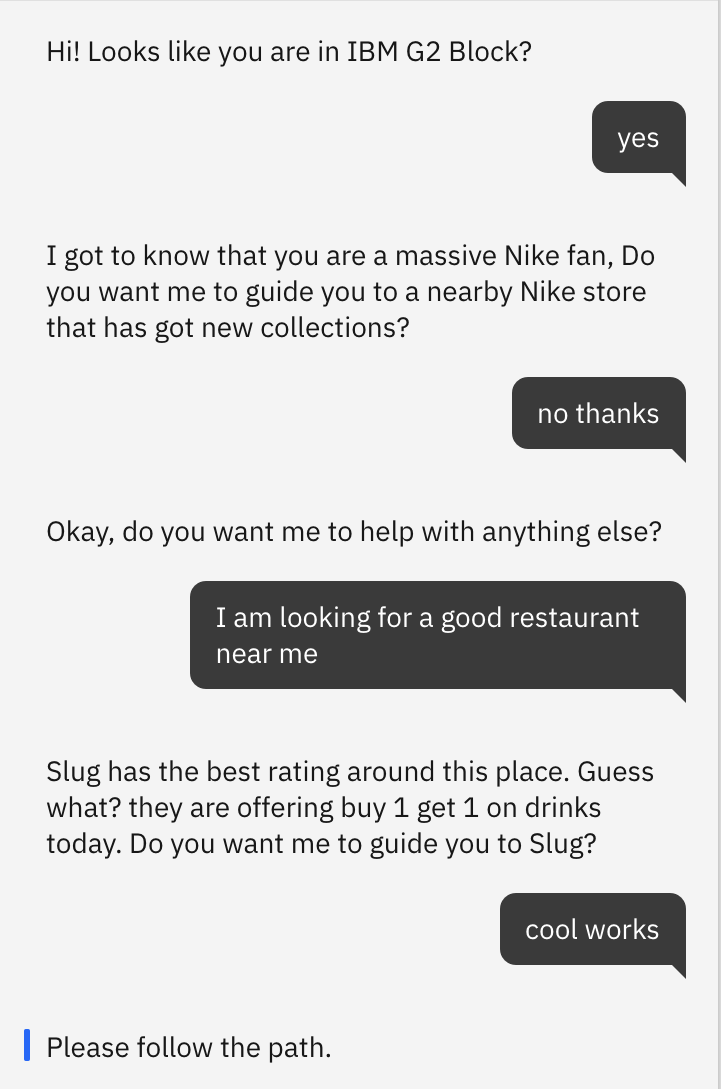 Hi! Looks like you are in IBM G2 Block?
yes
I got to know that you are a massive Nike fan, Do
you want me to guide you to a nearby Nike store
that has got new collections?
no thanks
Okay, do you want me to help with anything else?
I am looking for a good restaurant
near me
Slug has the best rating around this place. Guess
what? they are offering buy 1 get 1 on drinks
today. Do you want me to guide you to Slug?
cool works
Please follow the path.